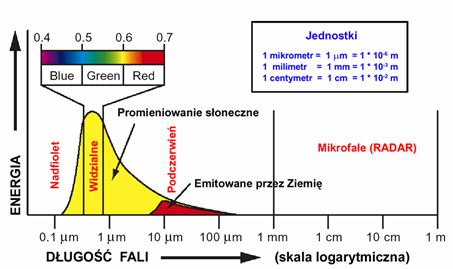 0.4 0.5 0.6 0.7
Blue Green Red
Jednostki
1 mikrometr = 1 μm = 1 * 10⁻⁶ m
1 milimetr = 1 mm = 1 * 10⁻³ m
1 centymetr = 1 cm = 1 * 10⁻² m
ENERGIA
Nadfiolet
Widzialne
Promieniowanie słoneczne
Podczerwień
Emitowane przez Ziemię
Mikrofale (RADAR)
0.1 μm 1 μm 10 μm 100 μm 1 mm 1 cm 10 cm 1 m
DŁUGOŚĆ FALI (skala logarytmiczna)